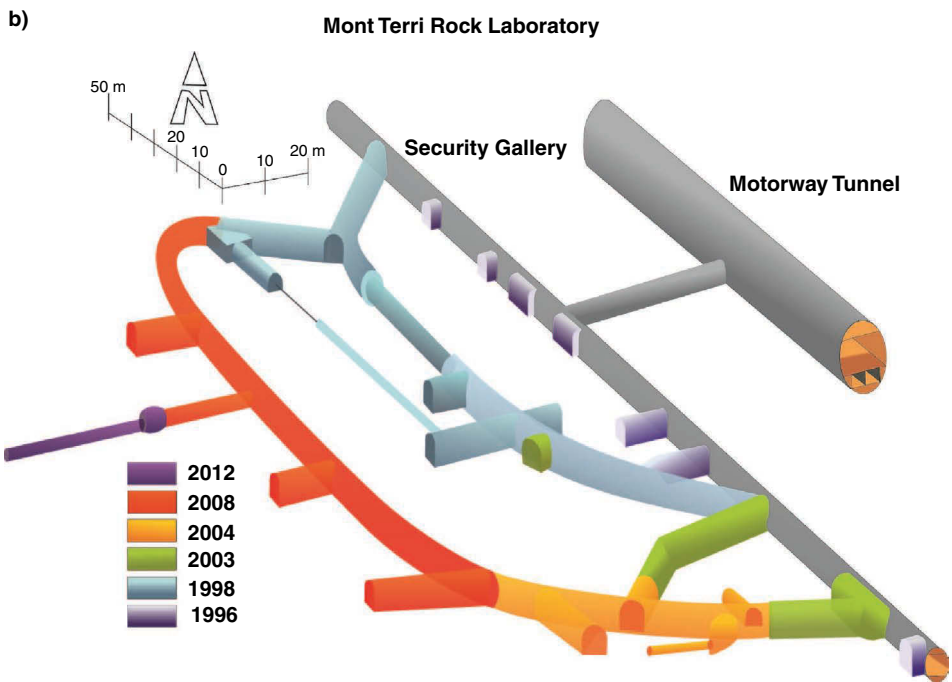 b)
Mont Terri Rock Laboratory
50 m
N
20
10
0
10
20 m
Security Gallery
Motorway Tunnel
2012
2008
2004
2003
1998
1996